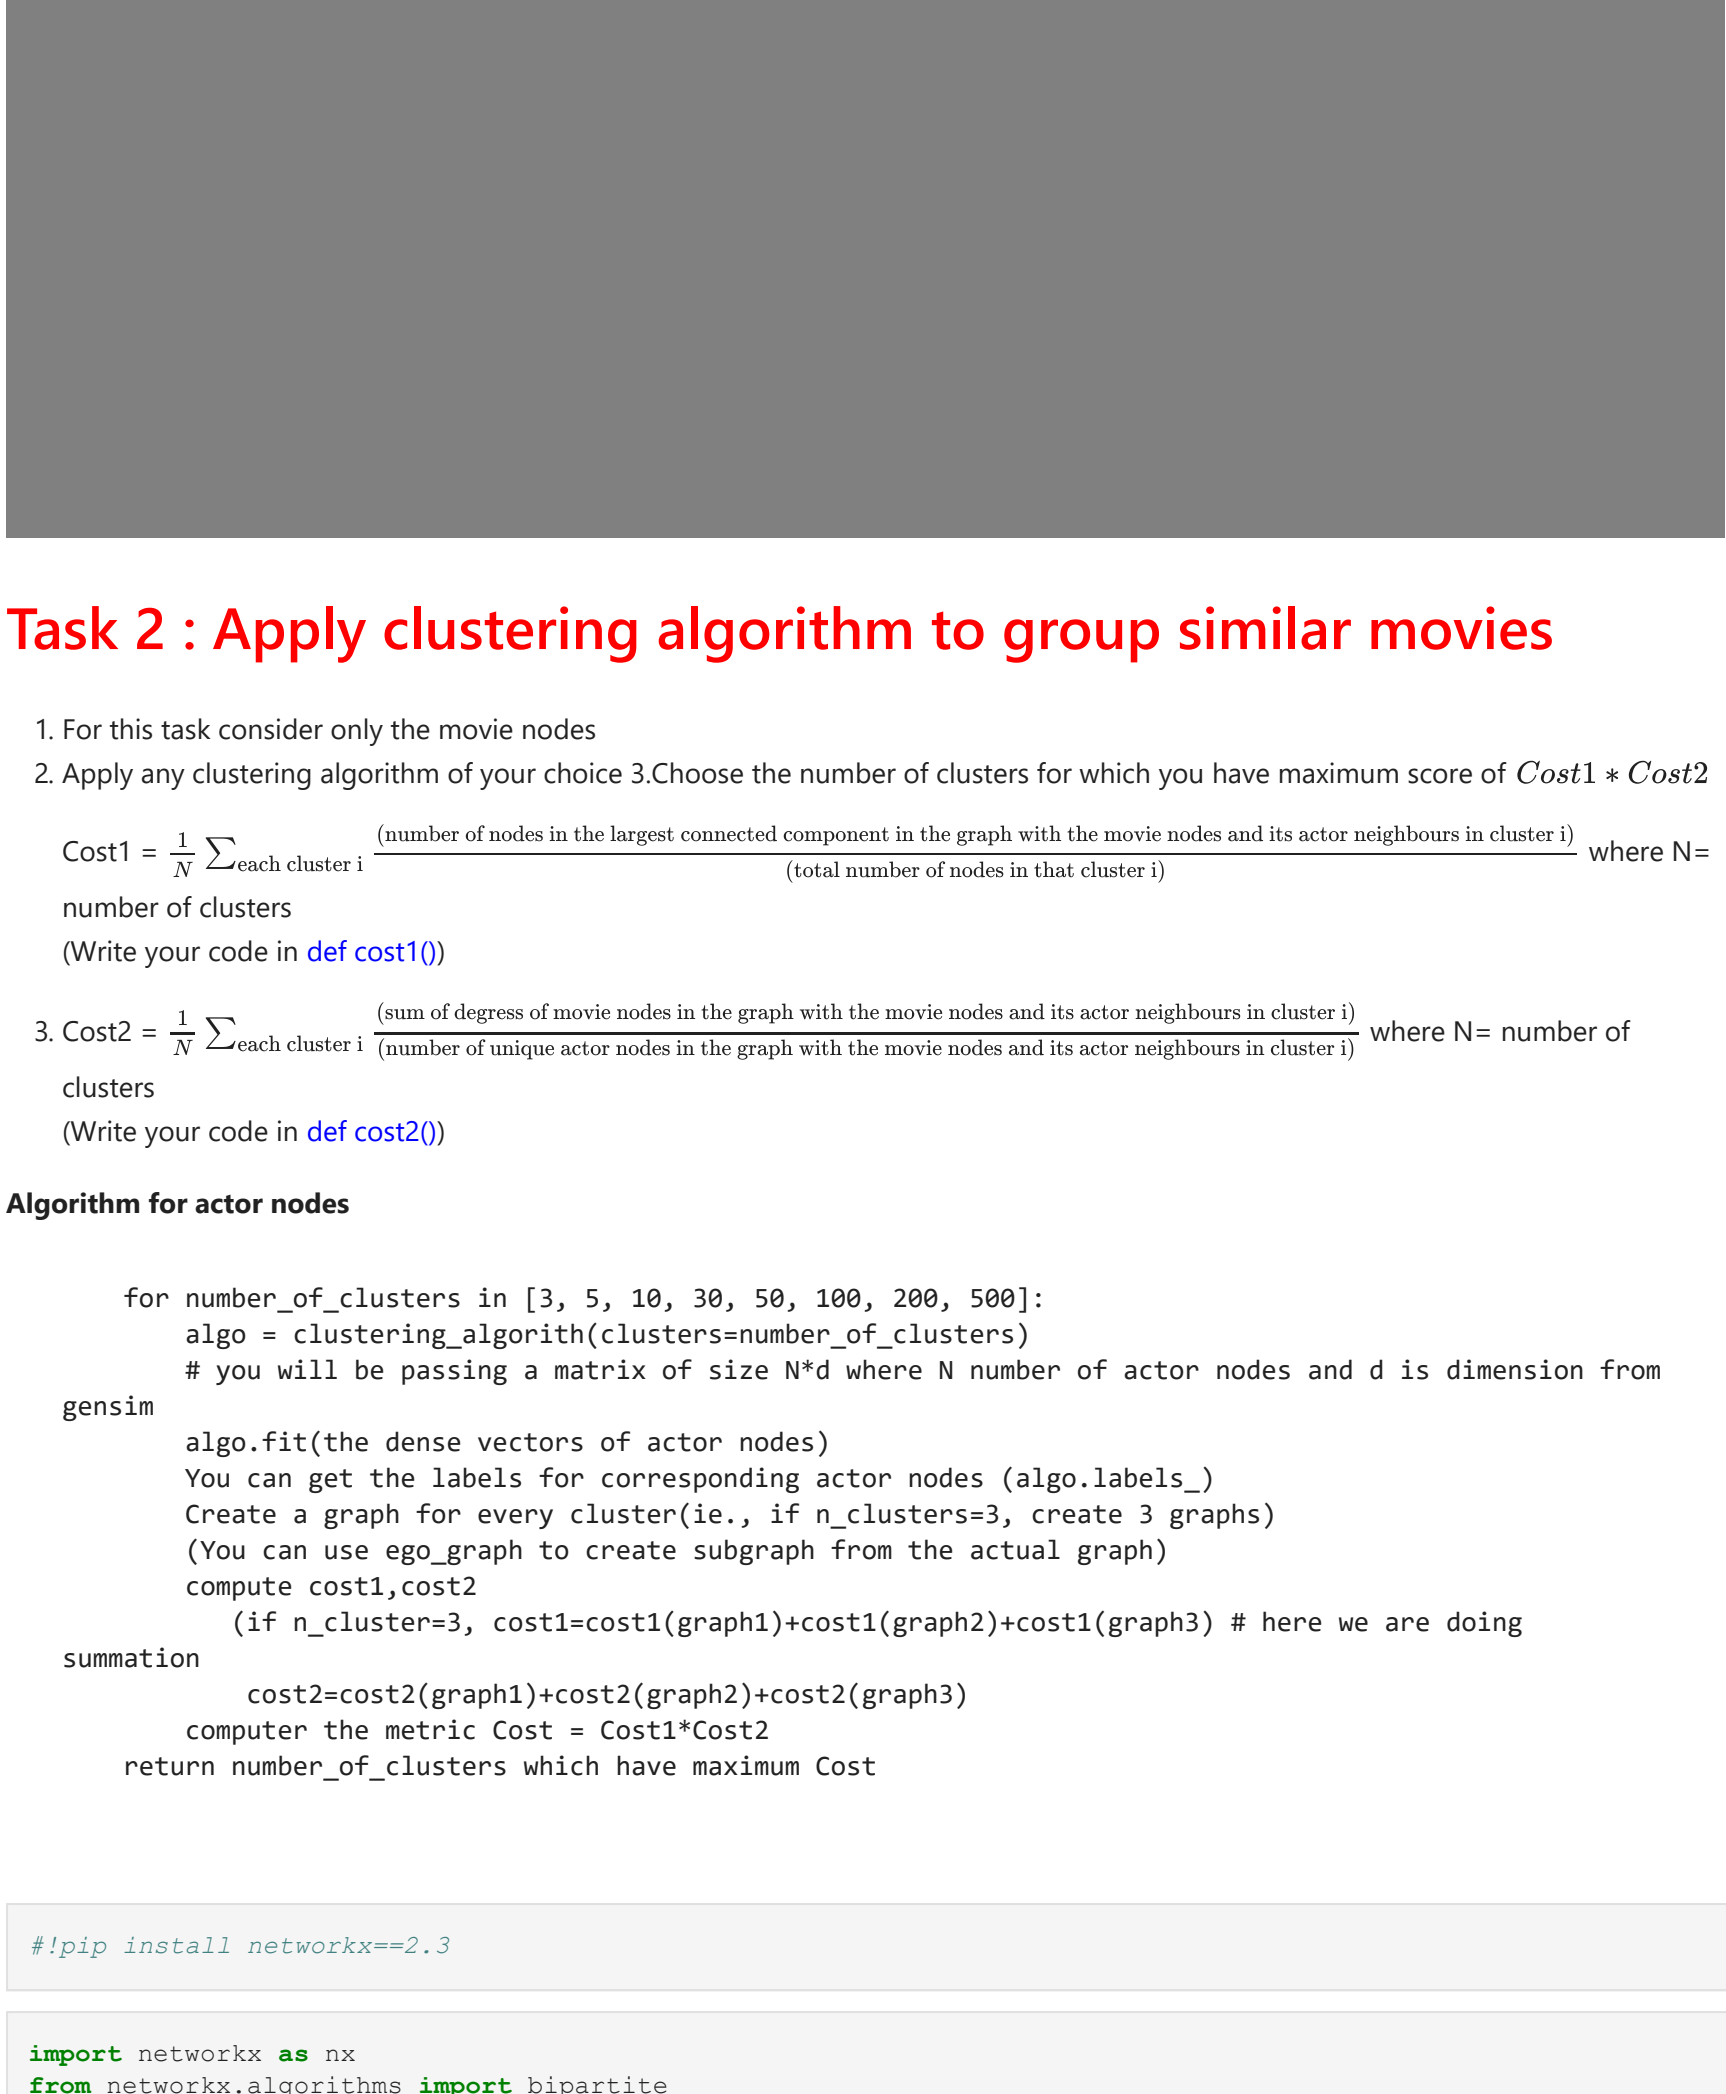 Task 2 : Apply clustering algorithm to group similar movies
1. For this task consider only the movie nodes
2. Apply any clustering algorithm of your choice 3.Choose the number of clusters for which you have maximum score of Cost1 * Cost2
Cost1 = 1/N ∑each cluster i (number of nodes in the largest connected component in the graph with the movie nodes and its actor neighbours in cluster i)/(total number of nodes in that cluster i) where N=
number of clusters
(Write your code in def cost1())
3. Cost2 = 1/N ∑each cluster i (sum of degress of movie nodes in the graph with the movie nodes and its actor neighbours in cluster i)/(number of unique actor nodes in the graph with the movie nodes and its actor neighbours in cluster i) where N= number of
clusters
(Write your code in def cost2())
Algorithm for actor nodes
for number_of_clusters in [3, 5, 10, 30, 50, 100, 200, 500]:
algo = clustering_algorith(clusters=number_of_clusters)
# you will be passing a matrix of size N*d where N number of actor nodes and d is dimension from
gensim
algo.fit(the dense vectors of actor nodes)
You can get the labels for corresponding actor nodes (algo.labels_)
Create a graph for every cluster(ie., if n_clusters=3, create 3 graphs)
(You can use ego_graph to create subgraph from the actual graph)
compute cost1,cost2
(if n_cluster=3, cost1=cost1(graph1)+cost1(graph2)+cost1(graph3) # here we are doing
summation
cost2=cost2(graph1)+cost2(graph2)+cost2(graph3)
computer the metric Cost = Cost1*Cost2
return number_of_clusters which have maximum Cost
#!pip install networkx==2.3
import networkx as nx
from networkx.algorithms import bipartite